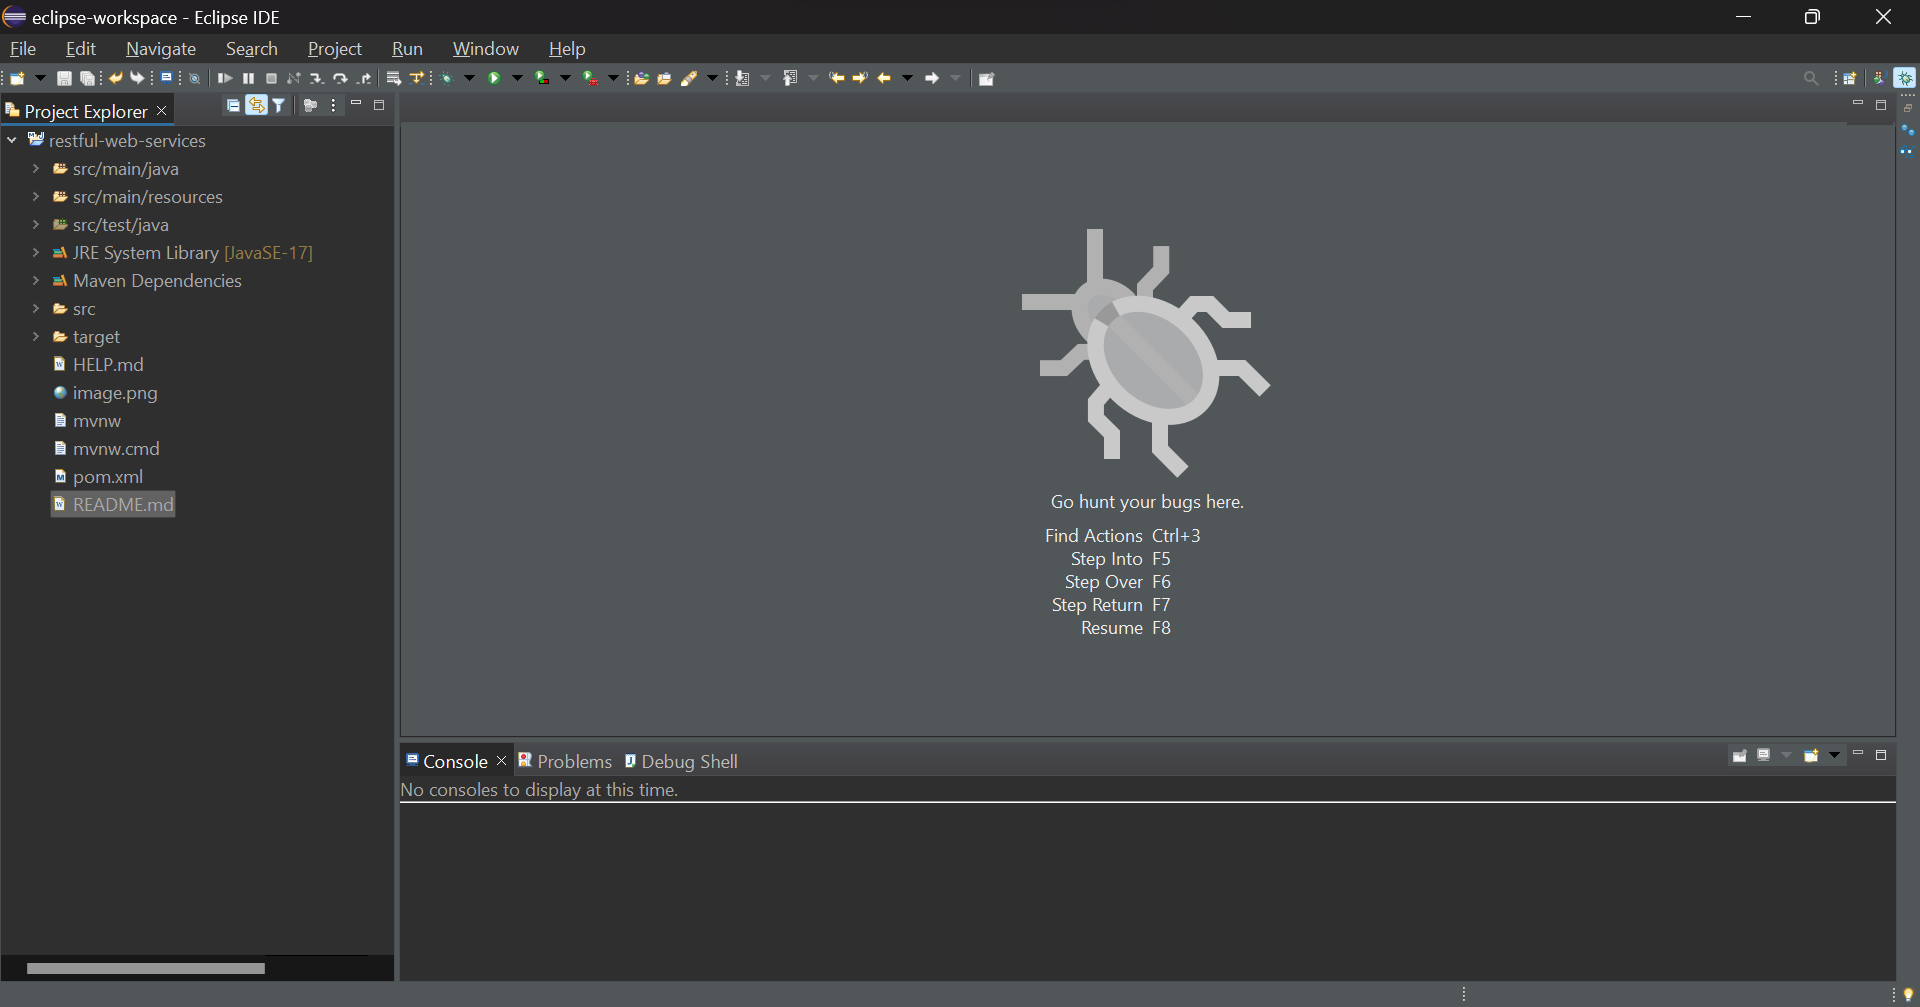 eclipse-workspace - Eclipse IDE
File Edit Navigate Search Project Run Window Help
Project Explorer
restful-web-services
src/main/java
src/main/resources
src/test/java
JRE System Library [JavaSE-17]
Maven Dependencies
src
target
HELP.md
image.png
mvnw
mvnw.cmd
pom.xml
README.md
Go hunt your bugs here.
Find Actions Ctrl+3
Step Into F5
Step Over F6
Step Return F7
Resume F8
Console Problems Debug Shell
No consoles to display at this time.